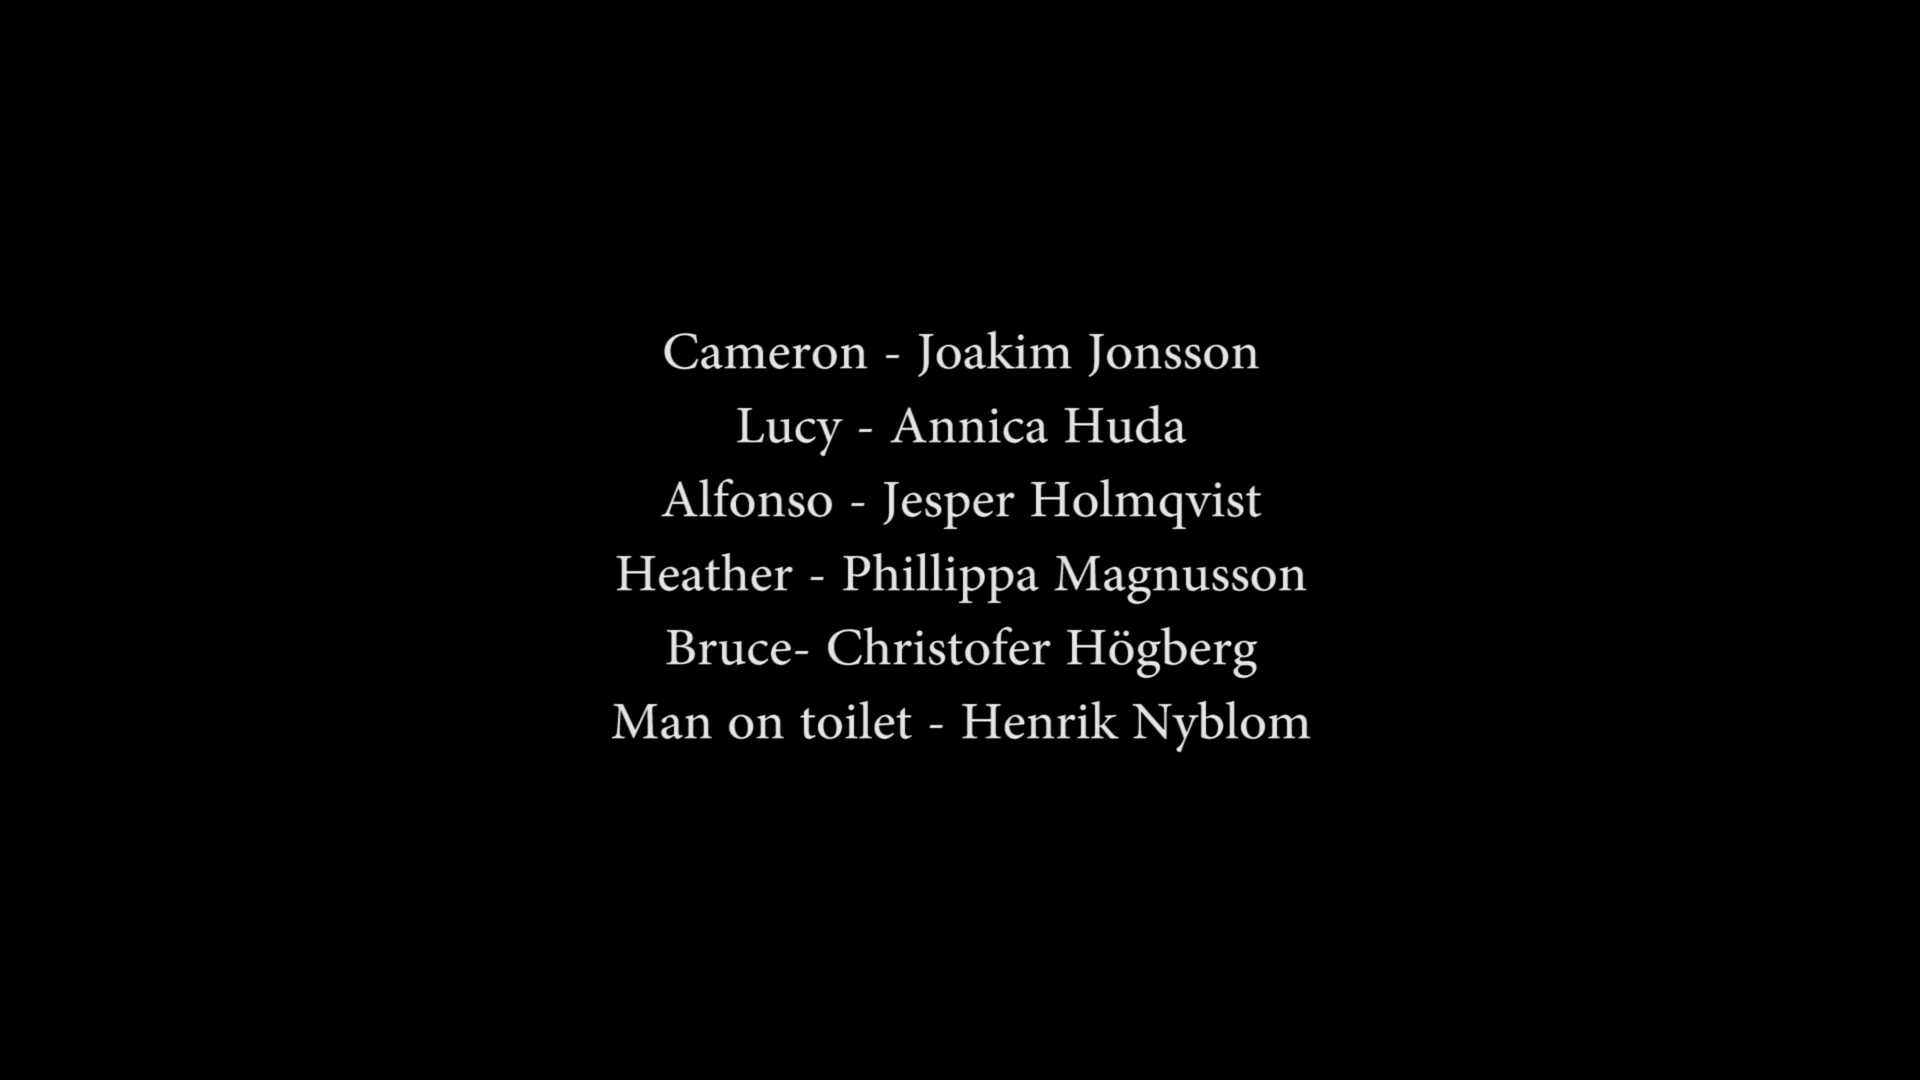 Cameron - Joakim Jonsson
Lucy - Annica Huda
Alfonso - Jesper Holmqvist
Heather - Phillippa Magnusson
Bruce- Christofer Högberg
Man on toilet - Henrik Nyblom